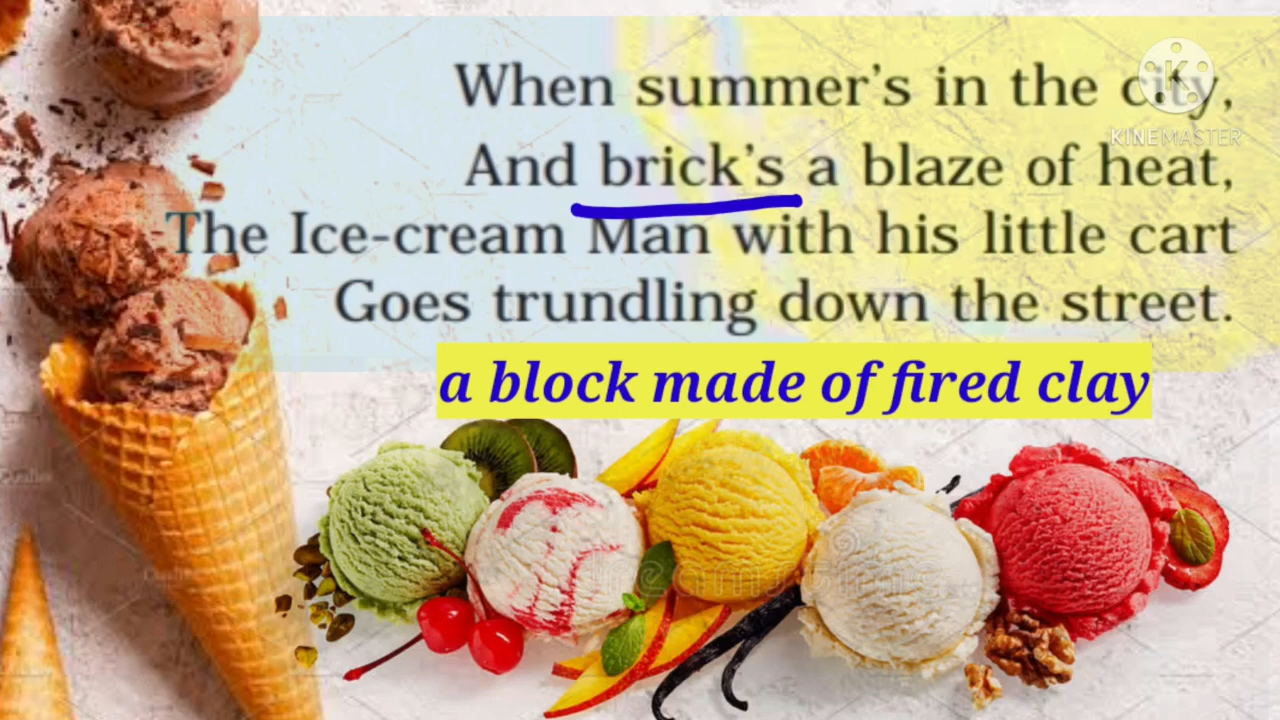 When summer's in the city,
KINEMASTER
And brick's a blaze of heat,
The Ice-cream Man with his little cart
Goes trundling down the street.
a block made of fired clay